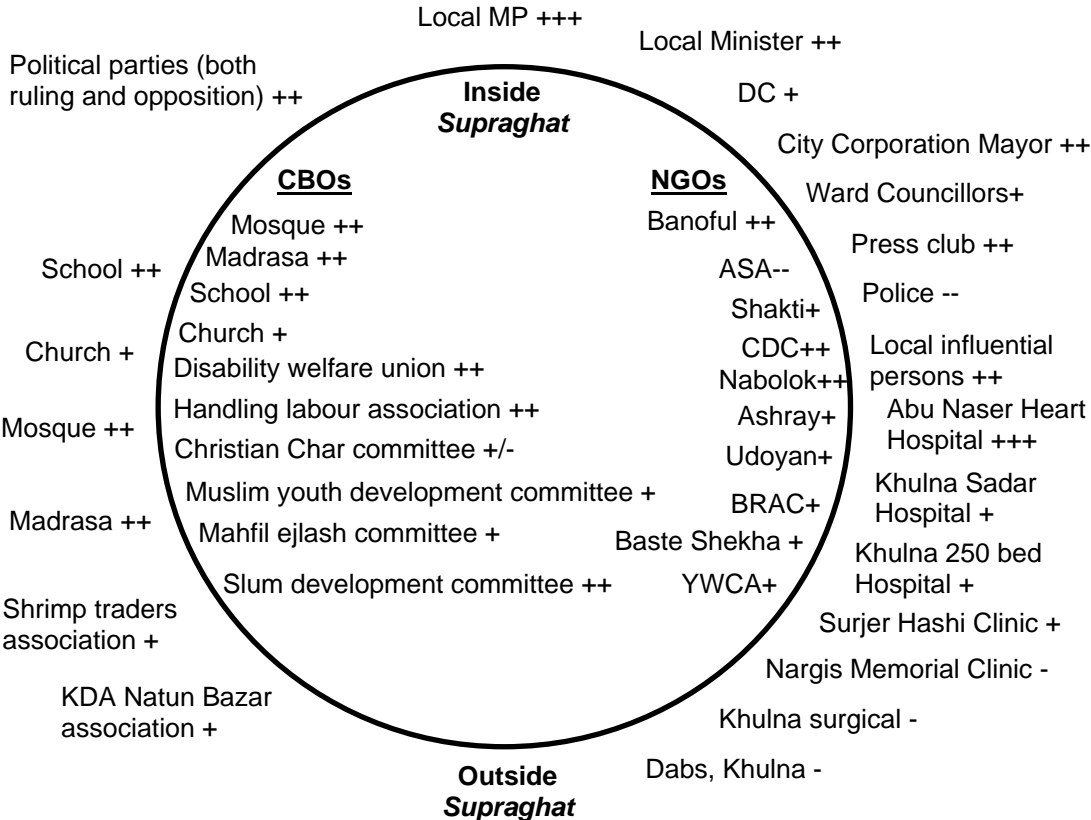 Local MP +++
Local Minister ++
Political parties (both
ruling and opposition) ++
Inside
Supraghat
DC +
City Corporation Mayor ++
CBOs
NGOs
Ward Councillors+
Mosque ++
Banoful ++
Press club ++
School ++
Madrasa ++
ASA--
School ++
Shakti+
Police --
Church +
Church +
CDC++
Local influential
persons ++
Disability welfare union ++
Nabolok++
Mosque ++
Handling labour association ++
Ashray+
Abu Naser Heart
Hospital +++
Christian Char committee +/-
Udoyan+
Muslim youth development committee +
BRAC+
Khulna Sadar
Hospital +
Madrasa ++
Mahfil ejlash committee +
Baste Shekha +
Khulna 250 bed
Hospital +
Slum development committee ++
YWCA+
Shrimp traders
association +
Surjer Hashi Clinic +
Nargis Memorial Clinic -
KDA Natun Bazar
association +
Khulna surgical -
Outside
Supraghat
Dabs, Khulna -